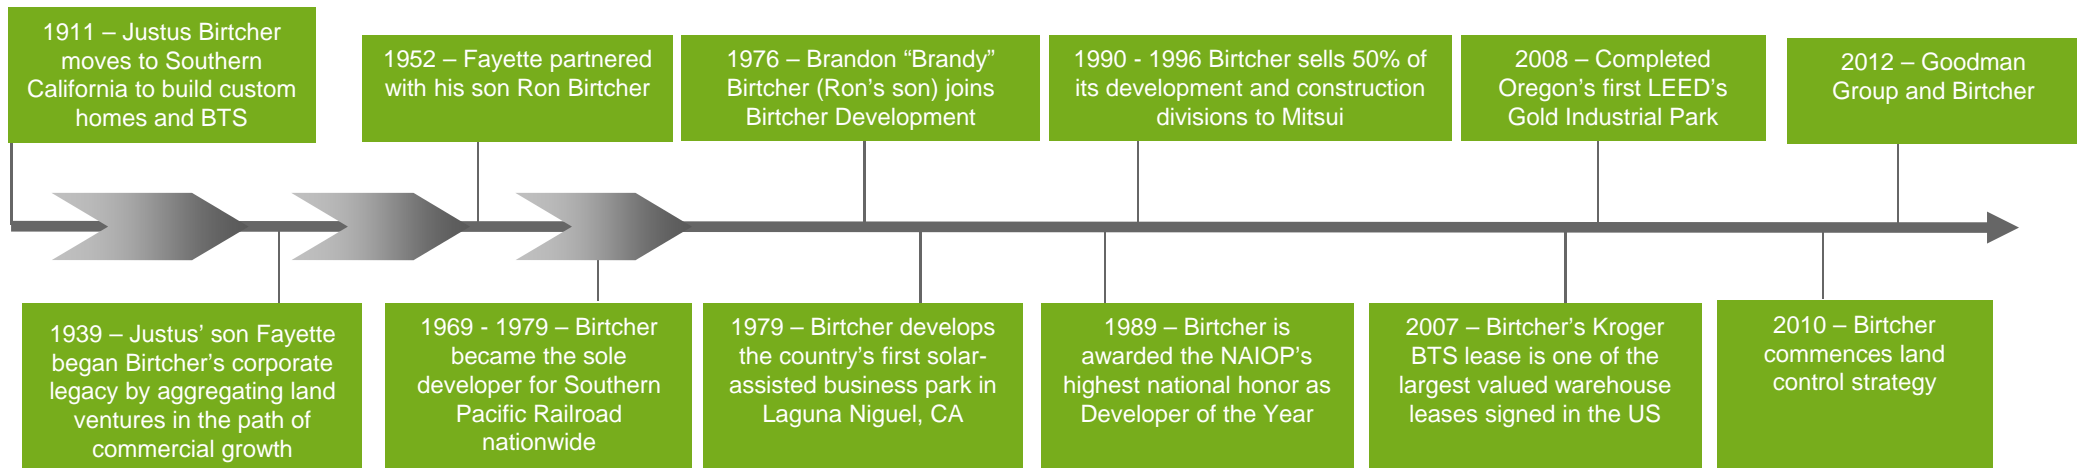 1911 – Justus Birtcher
moves to Southern
California to build custom
homes and BTS
1952 – Fayette partnered
with his son Ron Birtcher
1976 – Brandon “Brandy”
Birtcher (Ron’s son) joins
Birtcher Development
1990 - 1996 Birtcher sells 50% of
its development and construction
divisions to Mitsui
2008 – Completed
Oregon’s first LEED’s
Gold Industrial Park
2012 – Goodman
Group and Birtcher
1939 – Justus’ son Fayette
began Birtcher’s corporate
legacy by aggregating land
ventures in the path of
commercial growth
1969 - 1979 – Birtcher
became the sole
developer for Southern
Pacific Railroad
nationwide
1979 – Birtcher develops
the country’s first solar-
assisted business park in
Laguna Niguel, CA
1989 – Birtcher is
awarded the NAIOP’s
highest national honor as
Developer of the Year
2007 – Birtcher’s Kroger
BTS lease is one of the
largest valued warehouse
leases signed in the US
2010 – Birtcher
commences land
control strategy